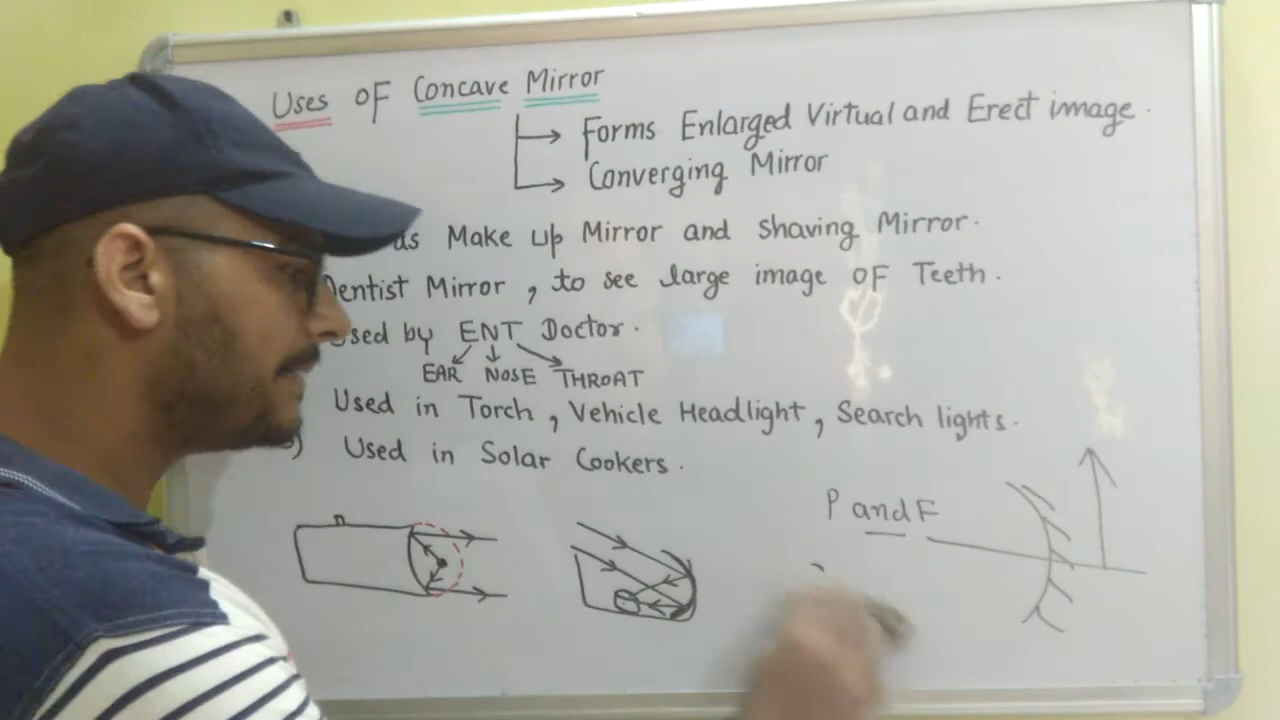 Uses OF Concave Mirror
Forms Enlarged Virtual and Erect image.
Converging Mirror
as Make up Mirror and shaving Mirror.
Dentist Mirror, to see large image OF Teeth.
Used by ENT Doctor.
EAR NOSE THROAT
Used in Torch, Vehicle Headlight, Search lights.
) Used in Solar Cookers.
P and F